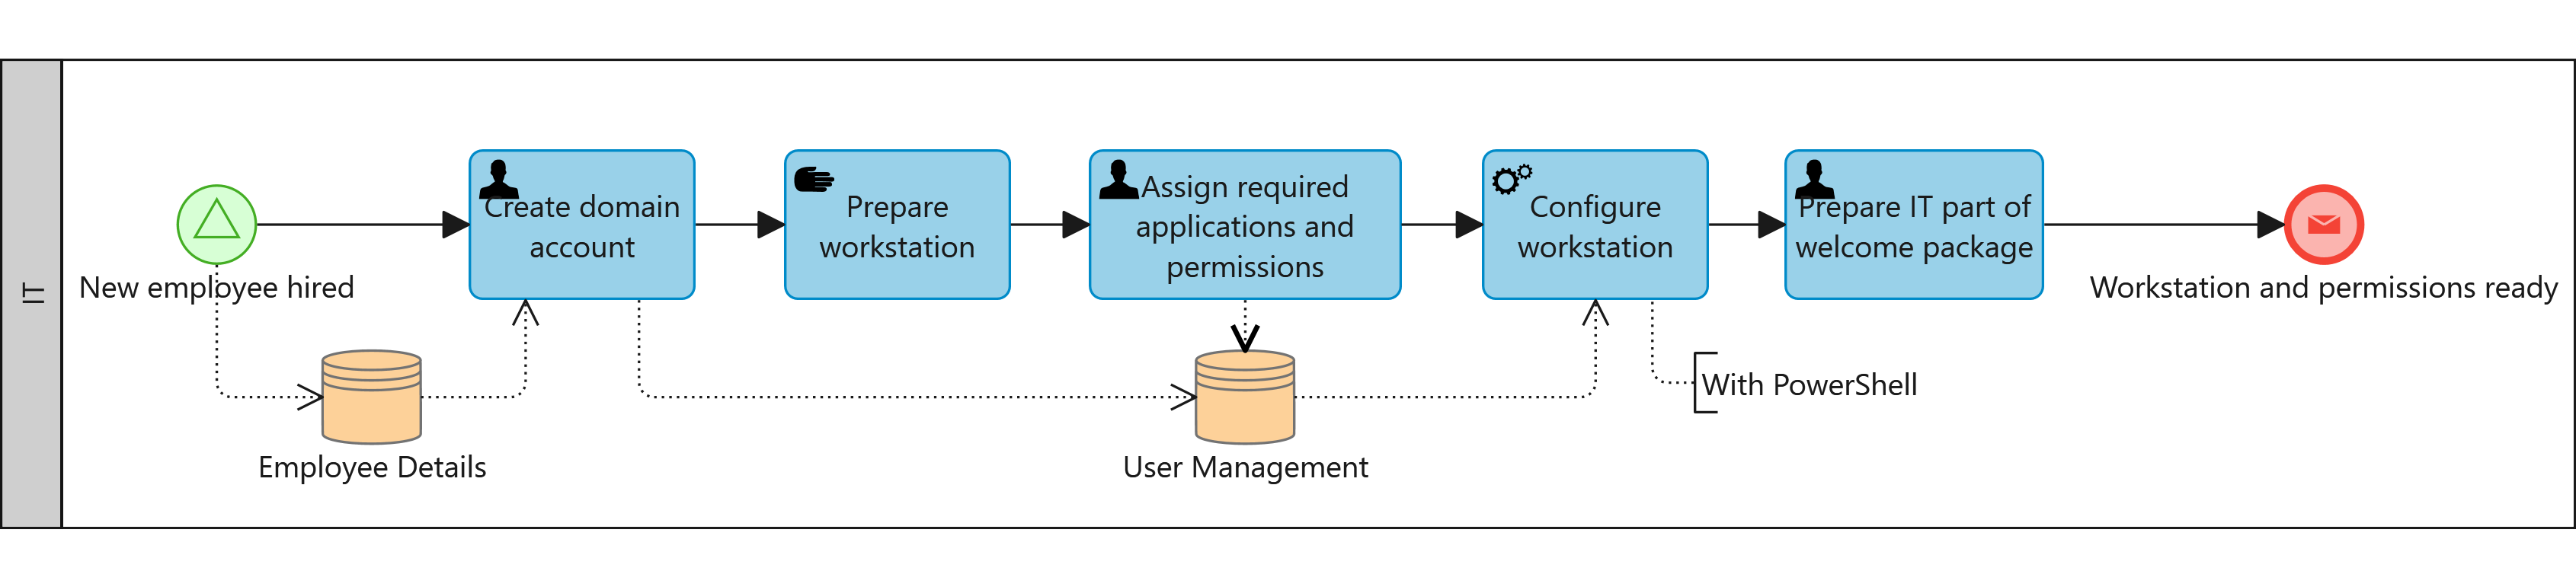 IT
New employee hired
Create domain
account
Prepare
workstation
Assign required
applications and
permissions
Configure
workstation
Prepare IT part of
welcome package
Workstation and permissions ready
With PowerShell
Employee Details
User Management